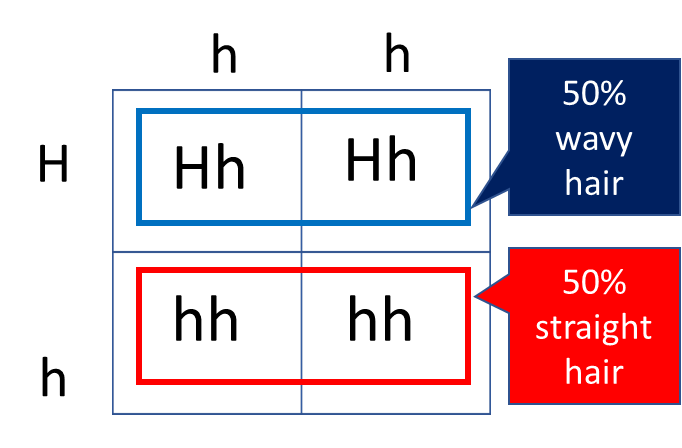 h h
H Hh Hh
50%
wavy
hair
h hh hh
50%
straight
hair